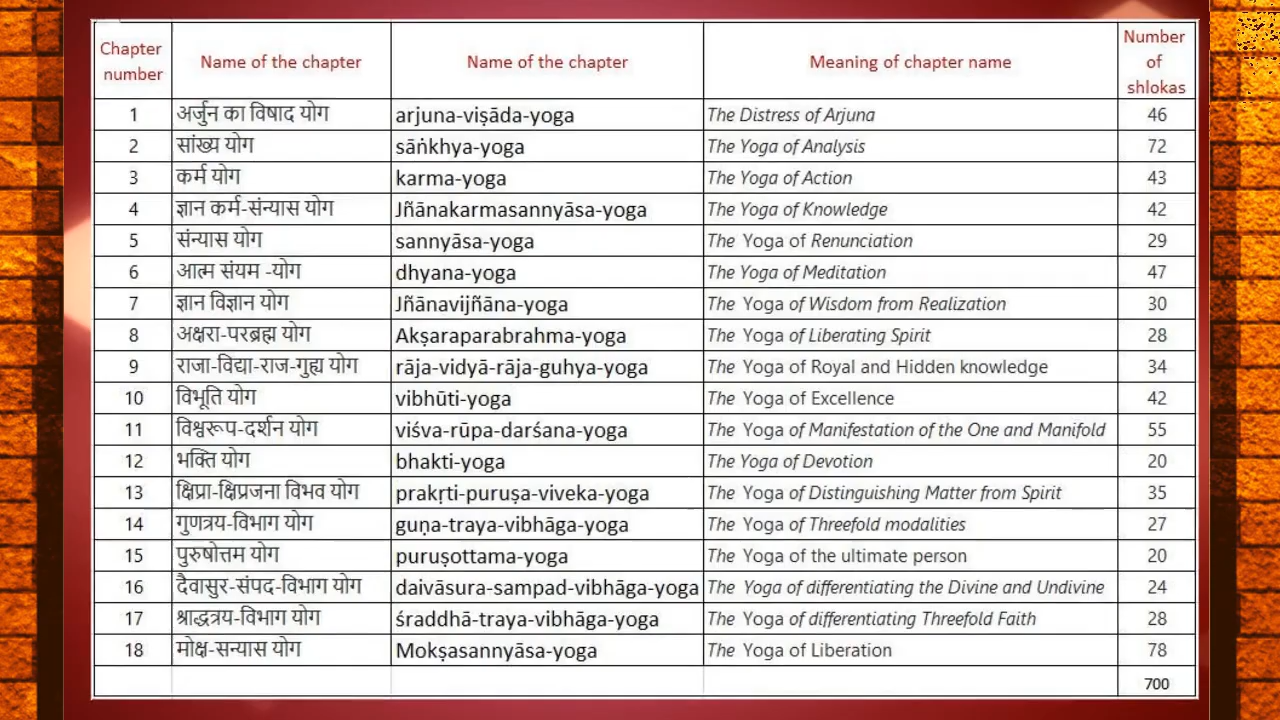 Chapter number Name of the chapter Name of the chapter Meaning of chapter name Number of shlokas
1 अर्जुन का विषाद योग arjuna-viṣāda-yoga The Distress of Arjuna 46
2 सांख्य योग sāṅkhya-yoga The Yoga of Analysis 72
3 कर्म योग karma-yoga The Yoga of Action 43
4 ज्ञान कर्म-संन्यास योग Jñānakarmasannyāsa-yoga The Yoga of Knowledge 42
5 संन्यास योग sannyāsa-yoga The Yoga of Renunciation 29
6 आत्म संयम -योग dhyana-yoga The Yoga of Meditation 47
7 ज्ञान विज्ञान योग Jñānavijñāna-yoga The Yoga of Wisdom from Realization 30
8 अक्षरा-परब्रह्म योग Akṣaraparabrahma-yoga The Yoga of Liberating Spirit 28
9 राजा-विद्या-राज-गुह्य योग rāja-vidyā-rāja-guhya-yoga The Yoga of Royal and Hidden knowledge 34
10 विभूति योग vibhūti-yoga The Yoga of Excellence 42
11 विश्वरूप-दर्शन योग viśva-rūpa-darśana-yoga The Yoga of Manifestation of the One and Manifold 55
12 भक्ति योग bhakti-yoga The Yoga of Devotion 20
13 क्षिप्रा-क्षिप्रजना विभव योग prakṛti-puruṣa-viveka-yoga The Yoga of Distinguishing Matter from Spirit 35
14 गुणत्रय-विभाग योग guṇa-traya-vibhāga-yoga The Yoga of Threefold modalities 27
15 पुरुषोत्तम योग puruṣottama-yoga The Yoga of the ultimate person 20
16 दैवासुर-संपद-विभाग योग daivāsura-sampad-vibhāga-yoga The Yoga of differentiating the Divine and Undivine 24
17 श्राद्धत्रय-विभाग योग śraddhā-traya-vibhāga-yoga The Yoga of differentiating Threefold Faith 28
18 मोक्ष-सन्यास योग Mokṣasannyāsa-yoga The Yoga of Liberation 78
700